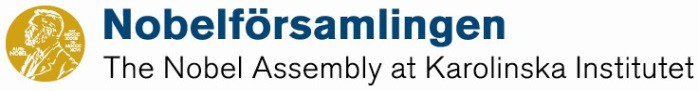 Nobelförsamlingen
The Nobel Assembly at Karolinska Institutet